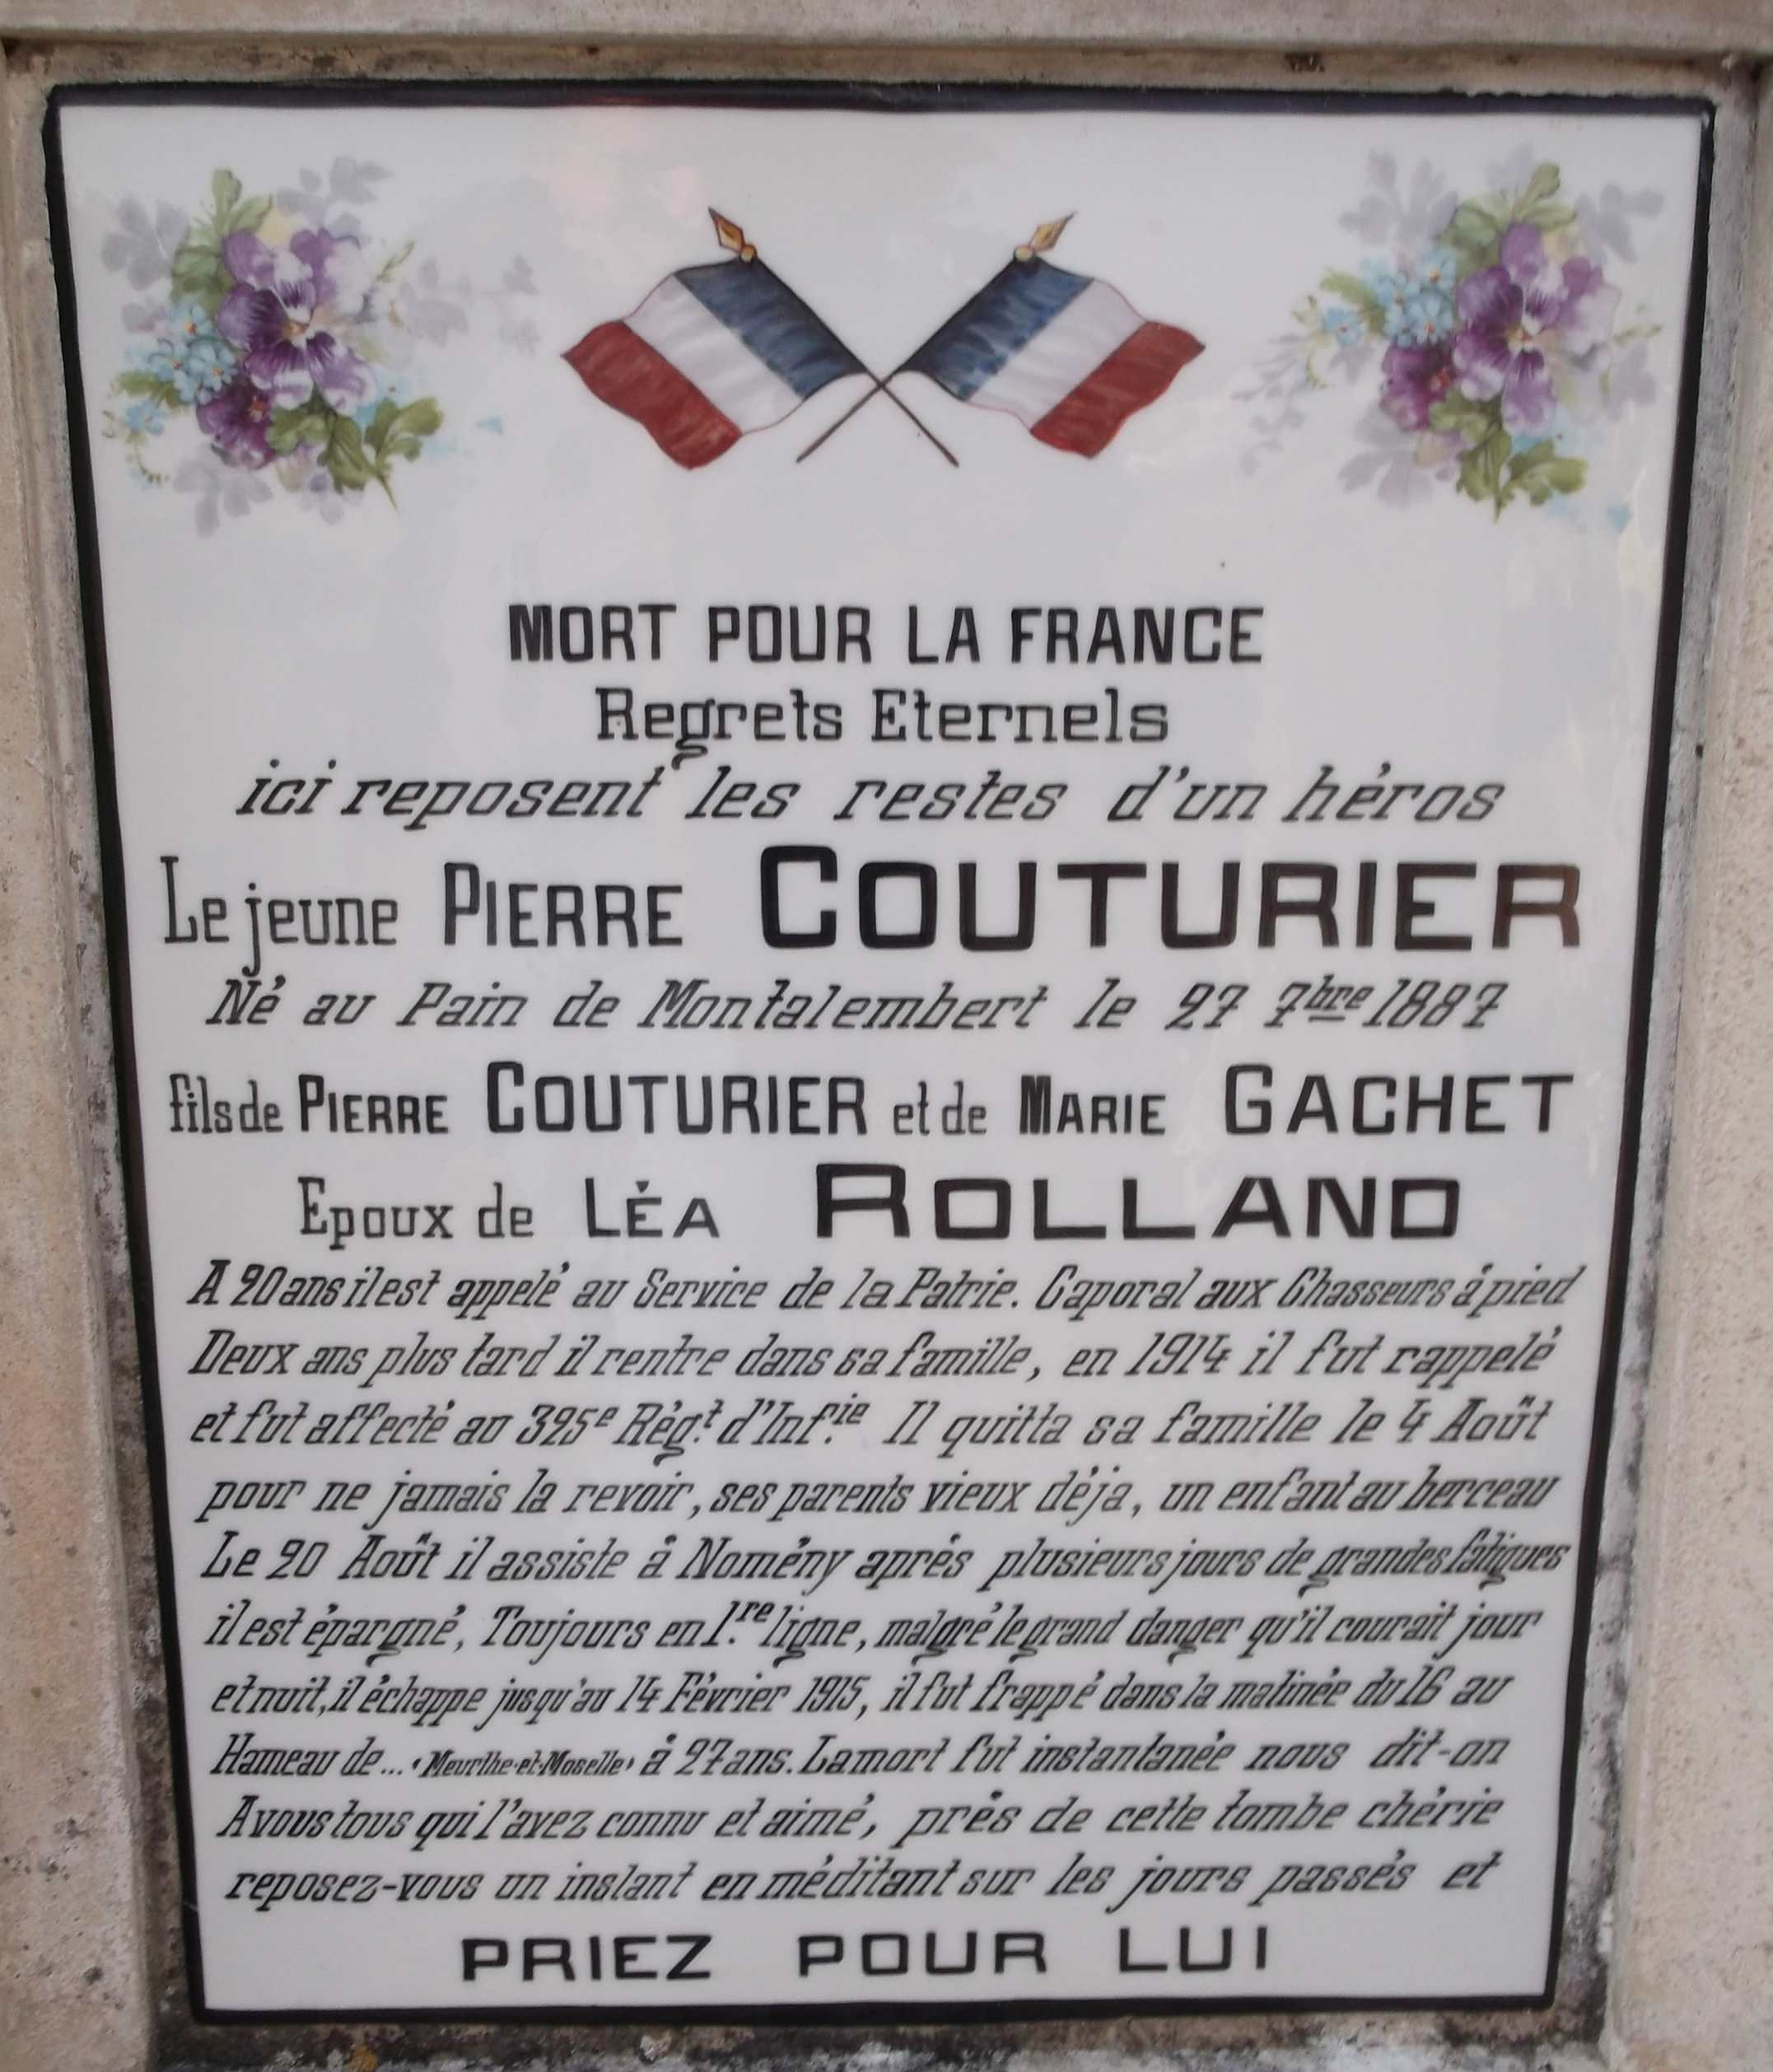 MORT POUR LA FRANCE
Regrets Eternels
ici reposent les restes d'un héros
Le jeune PIERRE COUTURIER
Né au Pain de Montalembert le 27 7bre 1887
fils de PIERRE COUTURIER et de MARIE GACHET
Epoux de LÉA ROLLAND
A 20 ans il est appelé au Service de la Patrie. Caporal aux Chasseurs à pied
Deux ans plus tard il rentre dans sa famille, en 1914 il fut rappelé
et fut affecté au 325e Rég.t d'Inf.ie Il quitta sa famille le 4 Août
pour ne jamais la revoir, ses parents vieux déja, un enfant au berceau
Le 20 Août il assiste à Nomény après plusieurs jours de grandes fatigues
il est épargné, Toujours en 1.re ligne, malgré le grand danger qu'il courait jour
et nuit, il échappe jusqu'au 14 Février 1915, il fut frappé dans la matinée du 16 au
Hameau de... "Meurthe-et-Moselle" à 27 ans. La mort fut instantanée nous dit-on
A vous tous qui l'avez connu et aimé, près de cette tombe chérie
reposez-vous un instant en méditant sur les jours passés et
PRIEZ POUR LUI